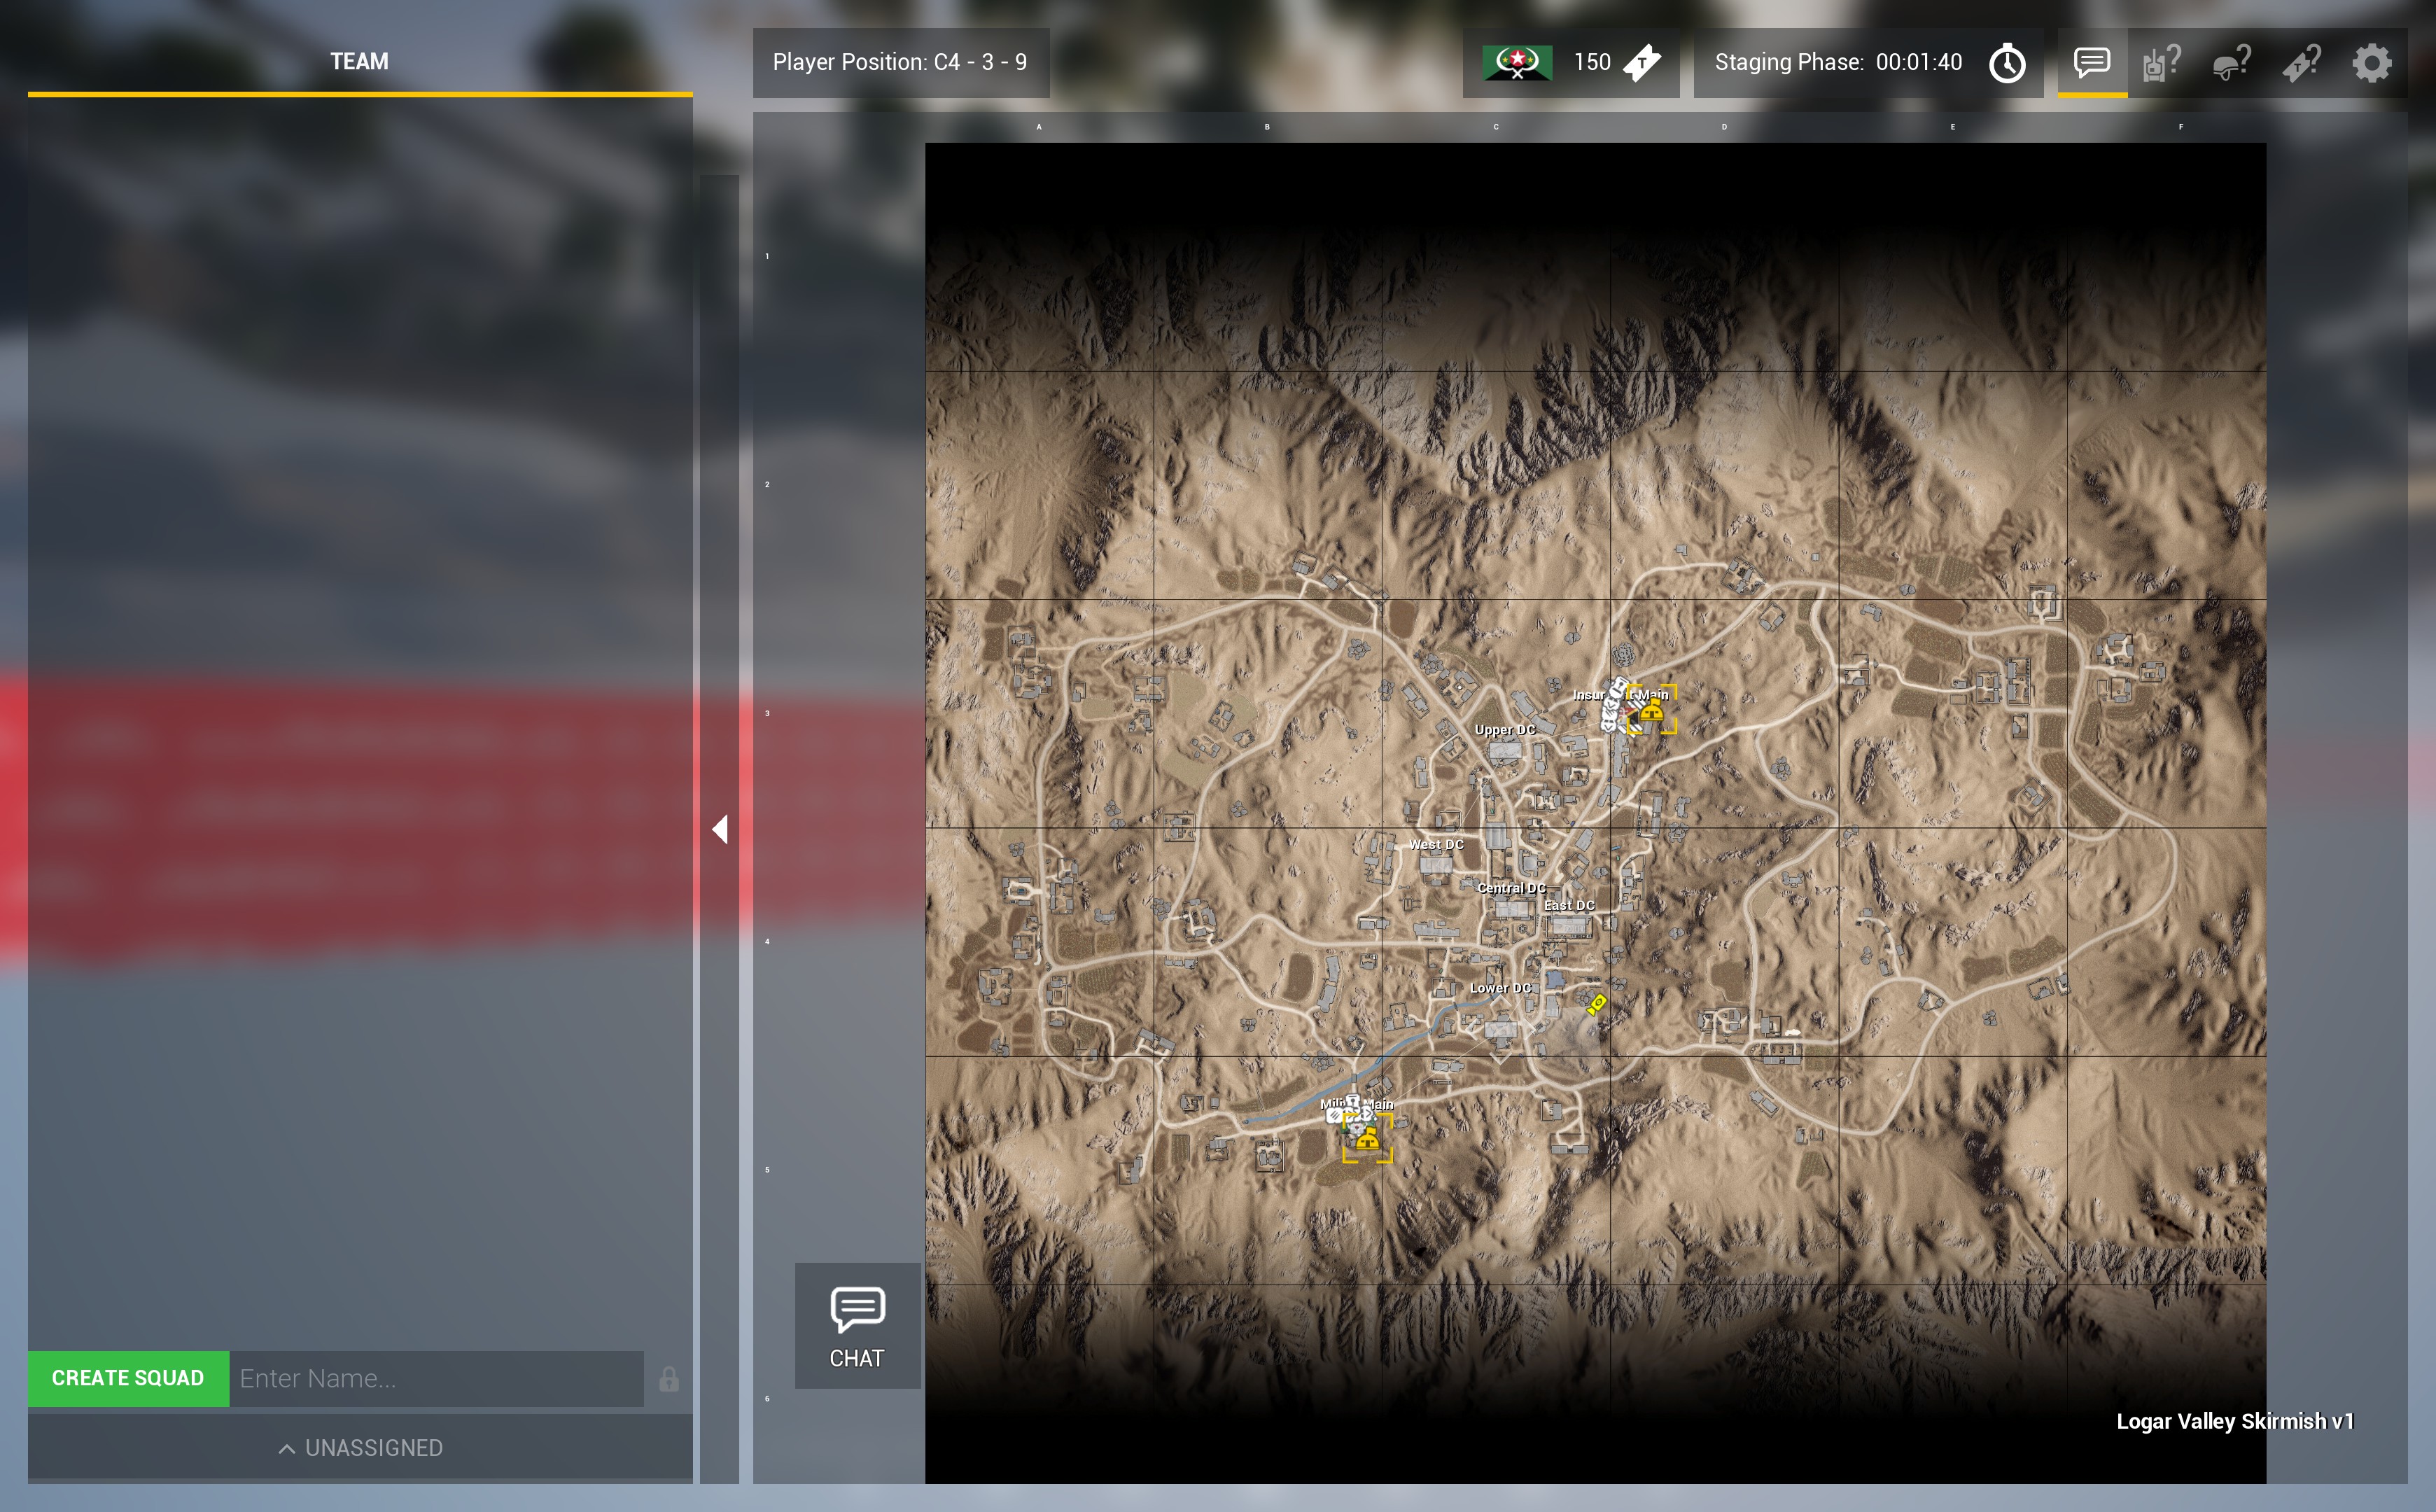 TEAM
Player Position: C4 - 3 - 9
150
T
Staging Phase: 00:01:40
?
?
T ?
A B C D E F
1
2
3
4
5
6
Main
Upper DC
West DC
Central DC
East DC
Lower DC
CHAT
CREATE SQUAD
Enter Name...
UNASSIGNED
Logar Valley Skirmish v1